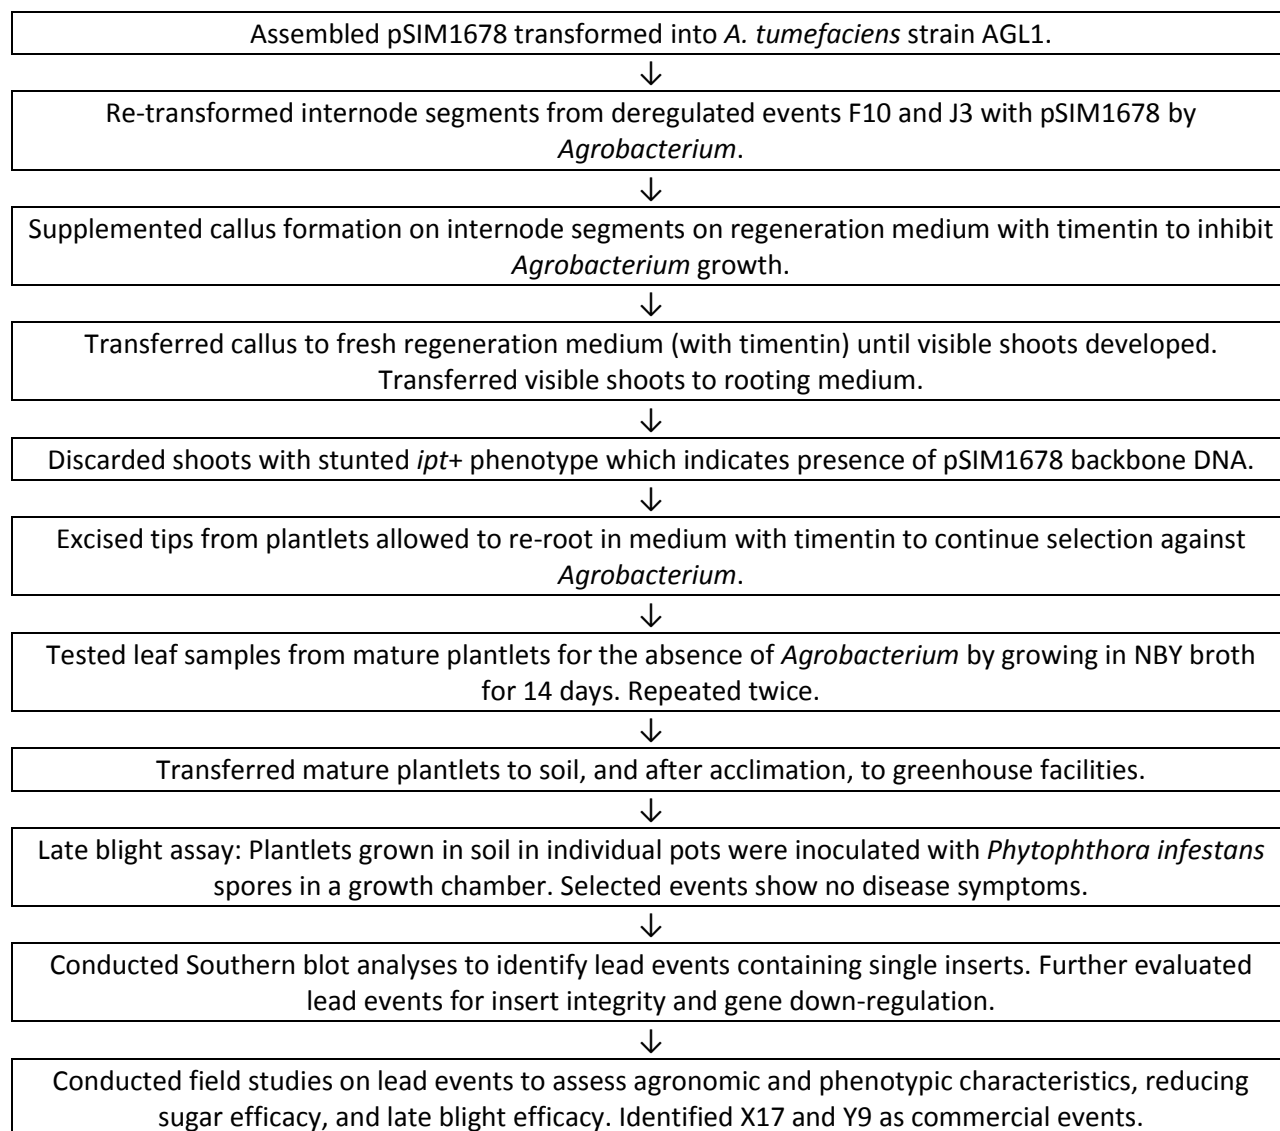 Assembled pSIM1678 transformed into A. tumefaciens strain AGL1.
↓
Re-transformed internode segments from deregulated events F10 and J3 with pSIM1678 by
Agrobacterium.
↓
Supplemented callus formation on internode segments on regeneration medium with timentin to inhibit
Agrobacterium growth.
↓
Transferred callus to fresh regeneration medium (with timentin) until visible shoots developed.
Transferred visible shoots to rooting medium.
↓
Discarded shoots with stunted ipt+ phenotype which indicates presence of pSIM1678 backbone DNA.
↓
Excised tips from plantlets allowed to re-root in medium with timentin to continue selection against
Agrobacterium.
↓
Tested leaf samples from mature plantlets for the absence of Agrobacterium by growing in NBY broth
for 14 days. Repeated twice.
↓
Transferred mature plantlets to soil, and after acclimation, to greenhouse facilities.
↓
Late blight assay: Plantlets grown in soil in individual pots were inoculated with Phytophthora infestans
spores in a growth chamber. Selected events show no disease symptoms.
↓
Conducted Southern blot analyses to identify lead events containing single inserts. Further evaluated
lead events for insert integrity and gene down-regulation.
↓
Conducted field studies on lead events to assess agronomic and phenotypic characteristics, reducing
sugar efficacy, and late blight efficacy. Identified X17 and Y9 as commercial events.